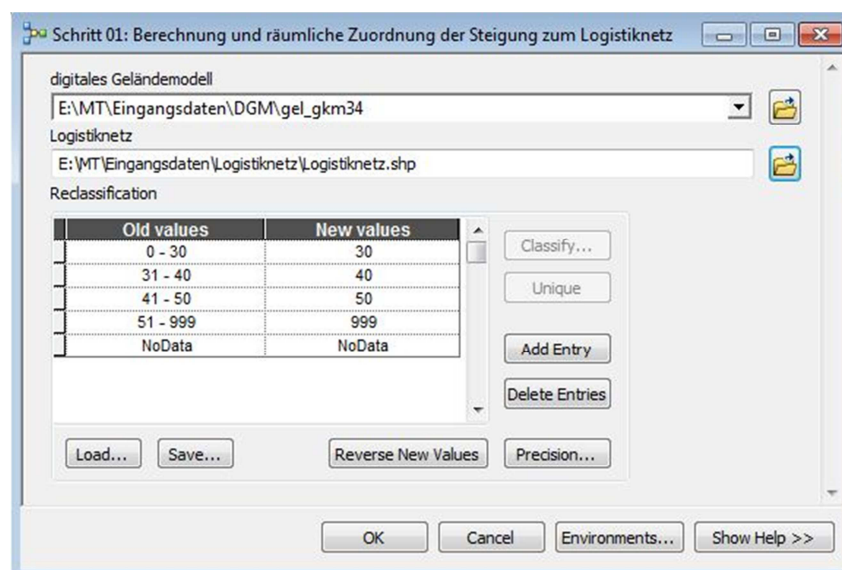 Schritt 01: Berechnung und räumliche Zuordnung der Steigung zum Logistiknetz
digitales Geländemodell
E:\MT\Eingangsdaten\DGM\gel_gkm34
Logistiknetz
E:\MT\Eingangsdaten\Logistiknetz\Logistiknetz.shp
Reclassification
Old values New values
0 - 30 30
31 - 40 40
41 - 50 50
51 - 999 999
NoData NoData
Classify...
Unique
Add Entry
Delete Entries
Load... Save... Reverse New Values Precision...
OK Cancel Environments... Show Help >>